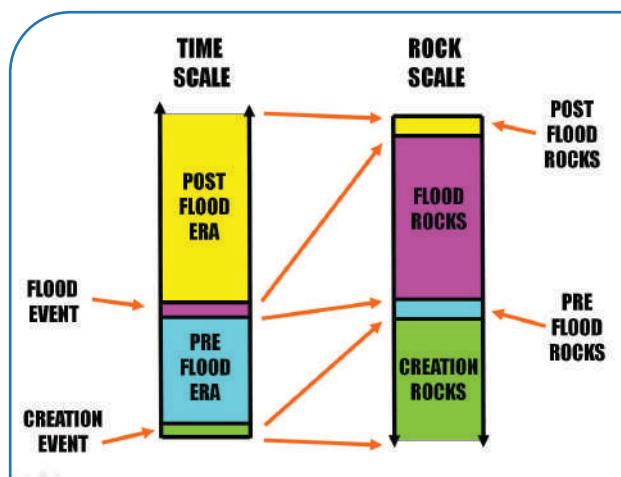 TIME
SCALE
ROCK
SCALE
POST
FLOOD
ERA
FLOOD
EVENT
PRE
FLOOD
ERA
CREATION
EVENT
POST
FLOOD
ROCKS
FLOOD
ROCKS
PRE
FLOOD
ROCKS
CREATION
ROCKS